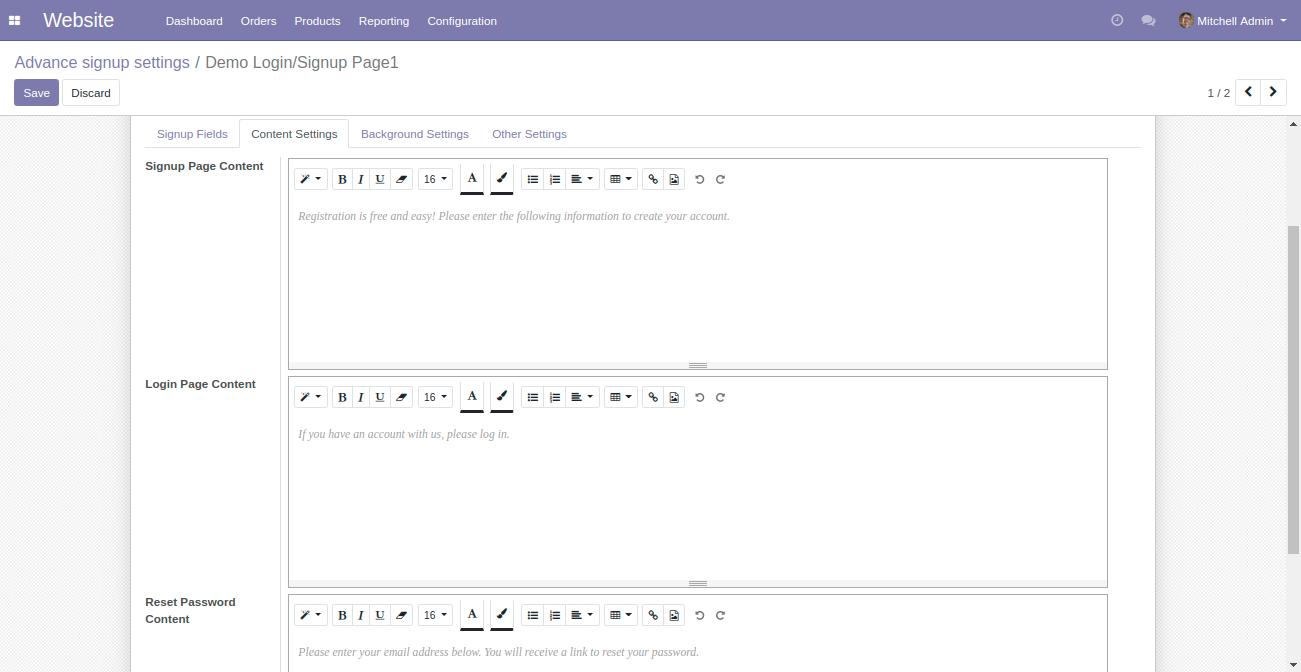 Website Dashboard Orders Products Reporting Configuration Mitchell Admin
Advance signup settings / Demo Login/Signup Page1
Save Discard 1 / 2
Signup Fields Content Settings Background Settings Other Settings
Signup Page Content
B I U 16 A
Registration is free and easy! Please enter the following information to create your account.
Login Page Content
B I U 16 A
If you have an account with us, please log in.
Reset Password
Content
B I U 16 A
Please enter your email address below. You will receive a link to reset your password.